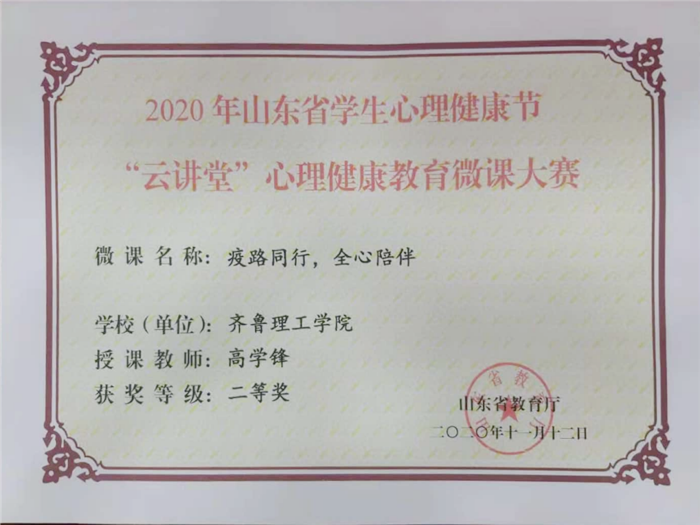 2020年山东省学生心理健康节
“云讲堂”心理健康教育微课大赛
微课名称：疫路同行，全心陪伴
学校（单位）：齐鲁理工学院
授课教师：高学锋
获奖等级：二等奖
山东省教育厅
二〇二〇年十一月十二日